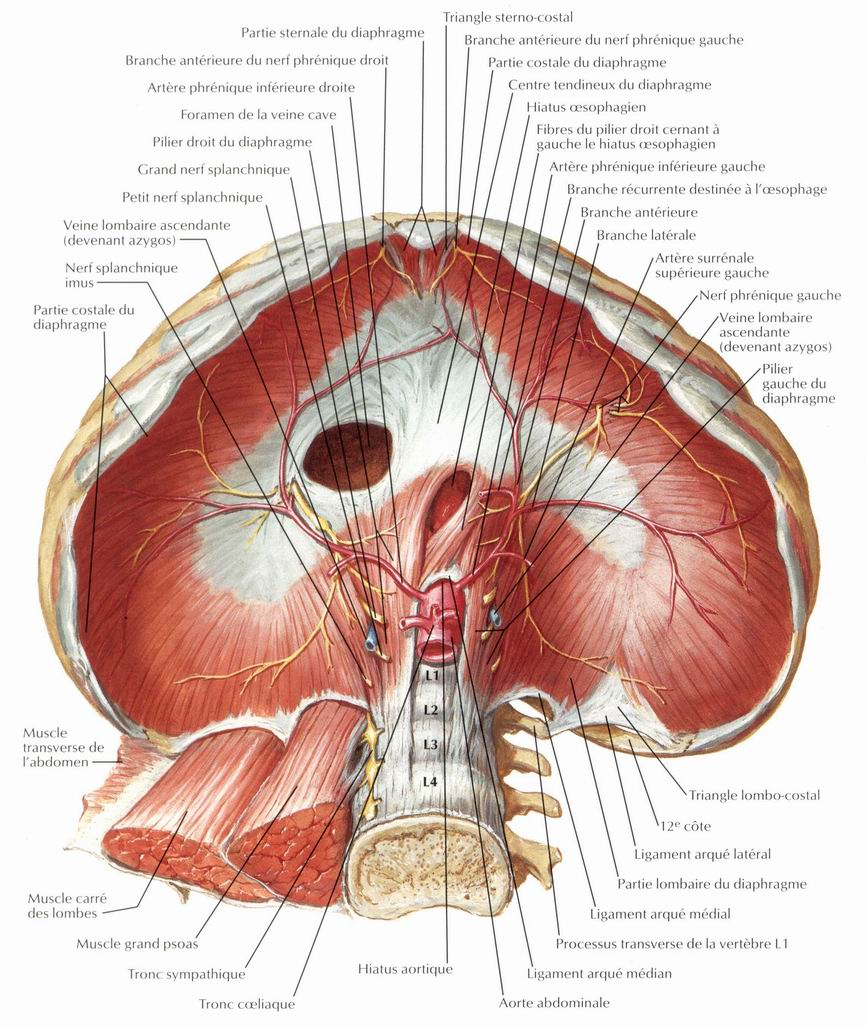 Triangle sterno-costal
Partie sternale du diaphragme
Branche antérieure du nerf phrénique gauche
Branche antérieure du nerf phrénique droit
Partie costale du diaphragme
Artère phrénique inférieure droite
Centre tendineux du diaphragme
Foramen de la veine cave
Hiatus œsophagien
Pilier droit du diaphragme
Fibres du pilier droit cernant à
gauche le hiatus œsophagien
Grand nerf splanchnique
Artère phrénique inférieure gauche
Petit nerf splanchnique
Branche récurrente destinée à l'œsophage
Veine lombaire ascendante
(devenant azygos)
Branche antérieure
Branche latérale
Nerf splanchnique
imus
Artère surrénale
supérieure gauche
Partie costale du
diaphragme
Nerf phrénique gauche
Veine lombaire
ascendante
(devenant azygos)
Pilier
gauche du
diaphragme
L1
L2
L3
L4
Muscle
transverse de
l'abdomen
Triangle lombo-costal
12e côte
Ligament arqué latéral
Partie lombaire du diaphragme
Muscle carré
des lombes
Ligament arqué médial
Muscle grand psoas
Processus transverse de la vertèbre L1
Tronc sympathique
Hiatus aortique
Ligament arqué médian
Tronc cœliaque
Aorte abdominale